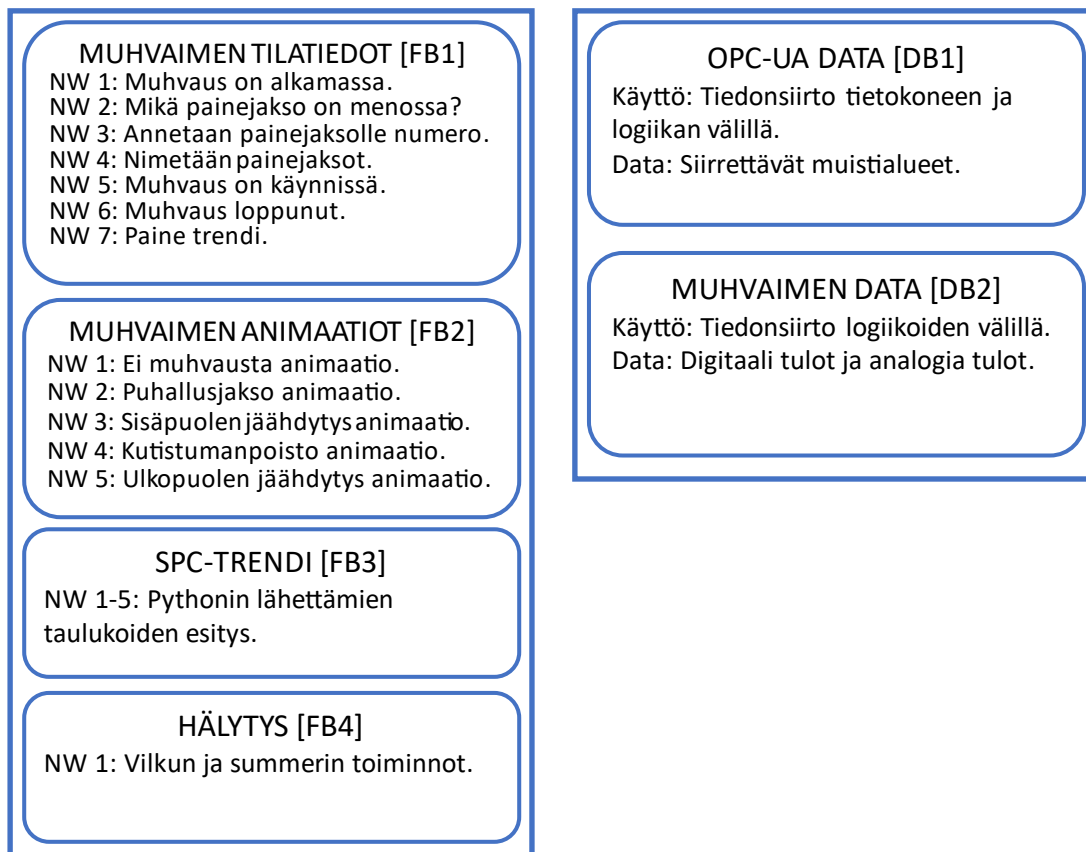 MUHVAIMEN TILATIEDOT [FB1]
NW 1: Muhvaus on alkamassa.
NW 2: Mikä painejakso on menossa?
NW 3: Annetaan painejaksolle numero.
NW 4: Nimetään painejaksot.
NW 5: Muhvaus on käynnissä.
NW 6: Muhvaus loppunut.
NW 7: Paine trendi.
MUHVAIMEN ANIMAATIOT [FB2]
NW 1: Ei muhvausta animaatio.
NW 2: Puhallusjakso animaatio.
NW 3: Sisäpuolen jäähdytys animaatio.
NW 4: Kutistumanpoisto animaatio.
NW 5: Ulkopuolen jäähdytys animaatio.
SPC-TRENDI [FB3]
NW 1-5: Pythonin lähettämien
taulukoiden esitys.
HÄLYTYS [FB4]
NW 1: Vilkun ja summerin toiminnot.
OPC-UA DATA [DB1]
Käyttö: Tiedonsiirto tietokoneen ja
logiikan välillä.
Data: Siirrettävät muistialueet.
MUHVAIMEN DATA [DB2]
Käyttö: Tiedonsiirto logiikoiden välillä.
Data: Digitaali tulot ja analogia tulot.